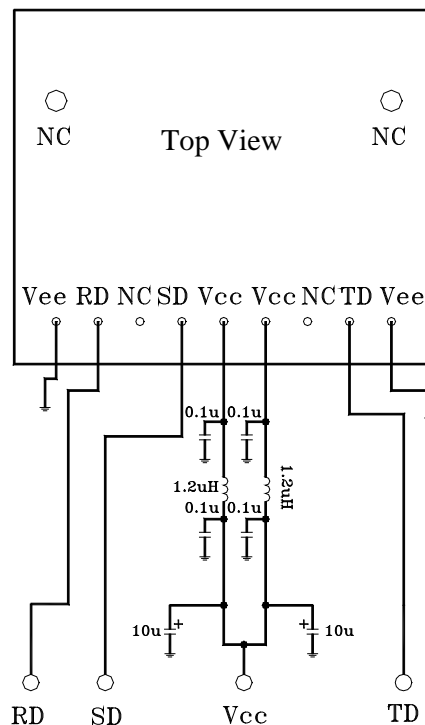 NC NC
Top View
Vee RD NC SD Vcc Vcc NC TD Vee
0.1u 0.1u
1.2uH 1.2uH
0.1u 0.1u
10u + + 10u
RD SD Vcc TD